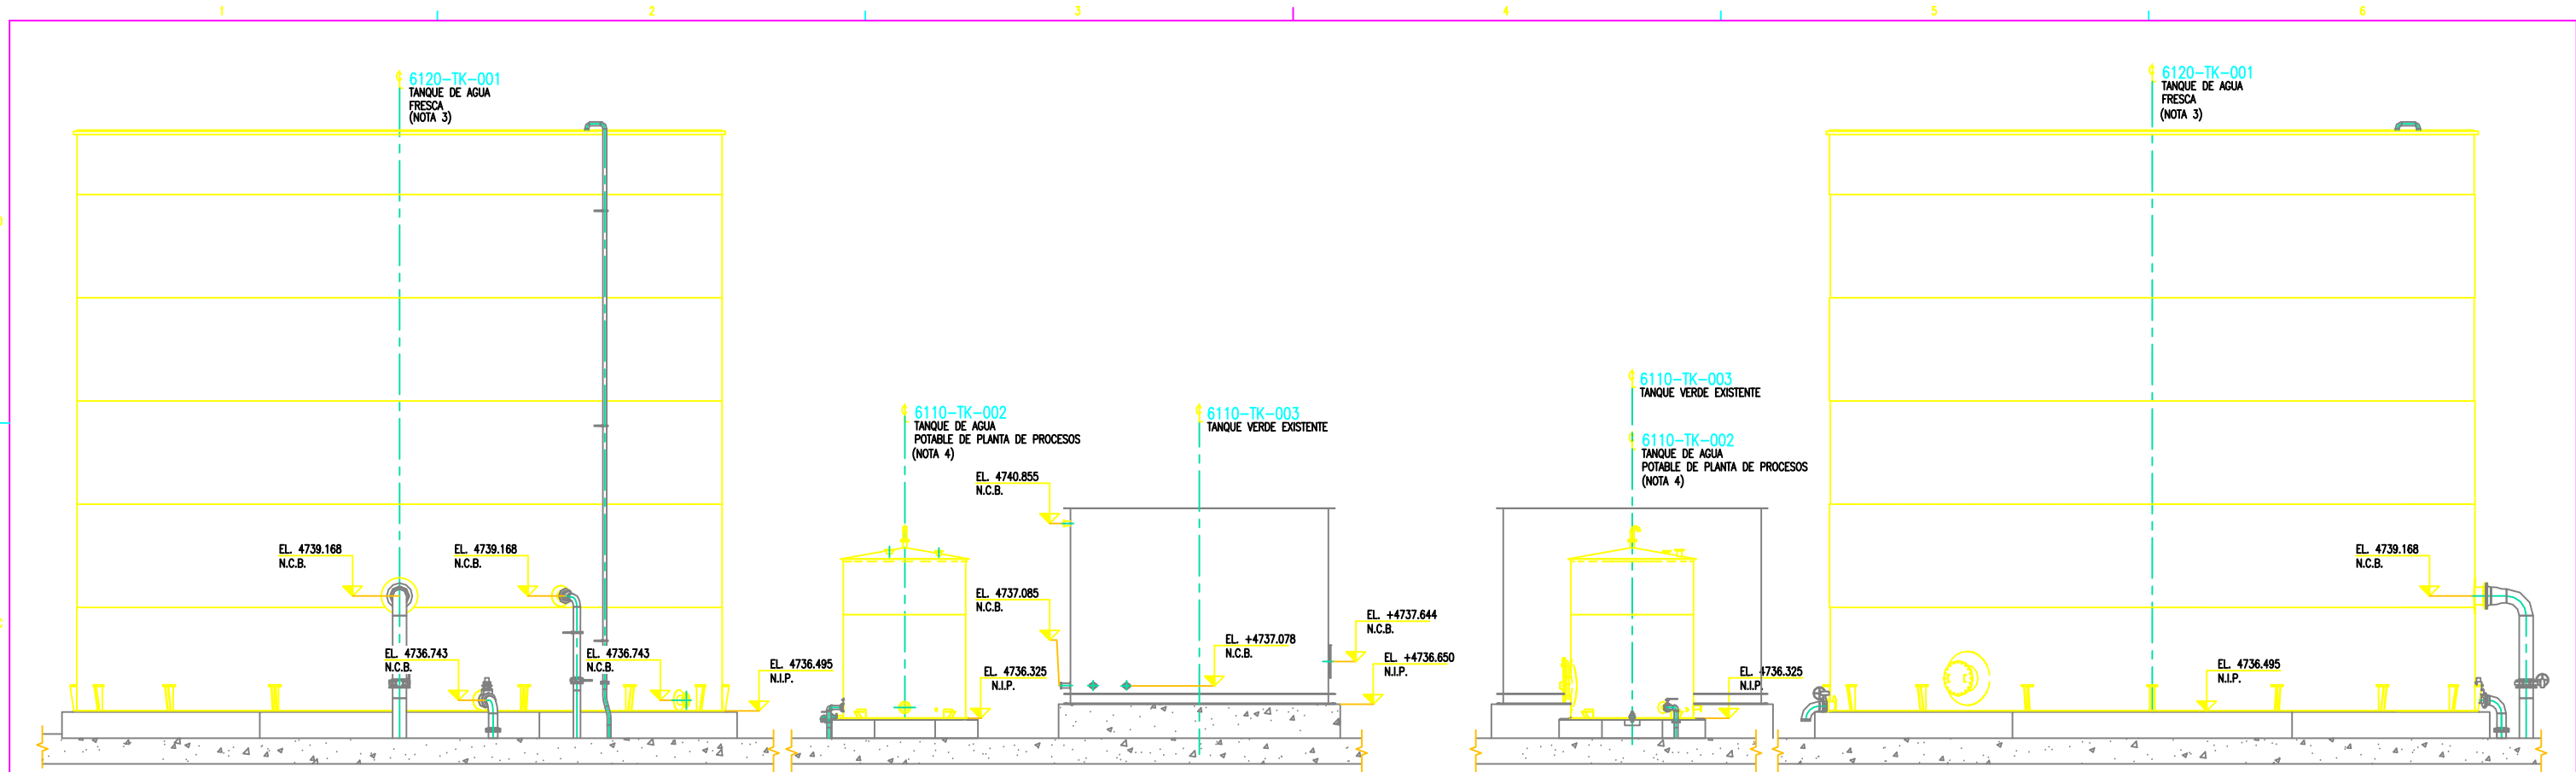 1
2
3
4
5
6
6120-TK-001
TANQUE DE AGUA
FRESCA
(NOTA 3)
EL. 4739.168
N.C.B.
EL. 4739.168
N.C.B.
EL. 4736.743
N.C.B.
EL. 4736.743
N.C.B.
EL. 4736.495
N.I.P.
6110-TK-002
TANQUE DE AGUA
POTABLE DE PLANTA DE PROCESOS
(NOTA 4)
6110-TK-003
TANQUE VERDE EXISTENTE
EL. 4740.855
N.C.B.
EL. 4737.085
N.C.B.
EL. 4736.325
N.I.P.
EL. +4737.078
N.C.B.
EL. +4737.644
N.C.B.
EL. +4736.650
N.I.P.
6110-TK-003
TANQUE VERDE EXISTENTE
6110-TK-002
TANQUE DE AGUA
POTABLE DE PLANTA DE PROCESOS
(NOTA 4)
EL. 4736.325
N.I.P.
6120-TK-001
TANQUE DE AGUA
FRESCA
(NOTA 3)
EL. 4739.168
N.C.B.
EL. 4736.495
N.I.P.